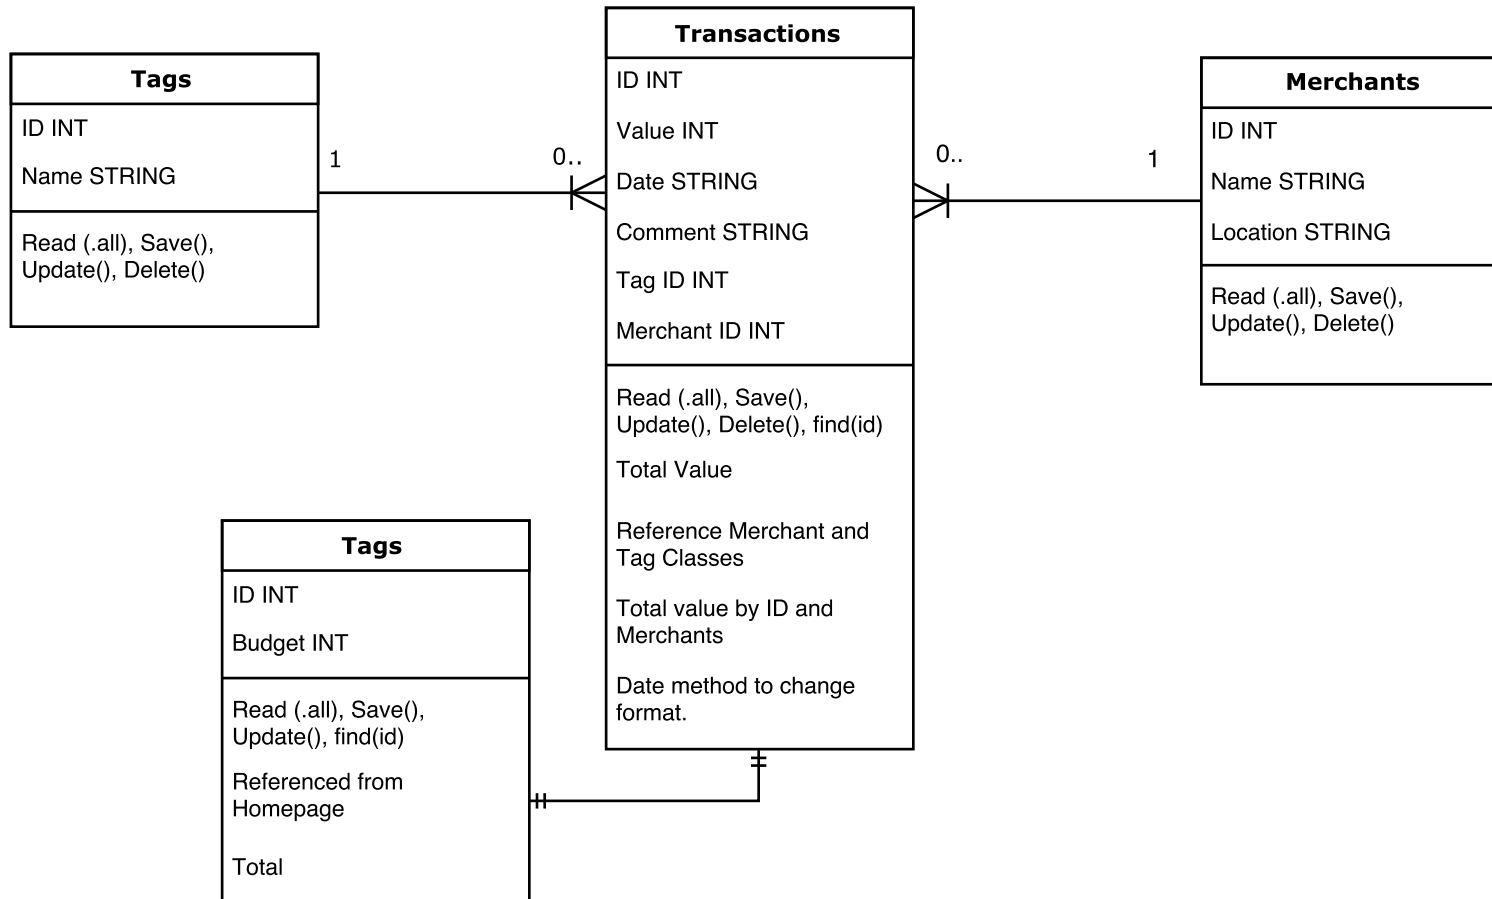 Tags
ID INT
Name STRING
Read (.all), Save(),
Update(), Delete()
1
0..
Transactions
ID INT
Value INT
Date STRING
Comment STRING
Tag ID INT
Merchant ID INT
Read (.all), Save(),
Update(), Delete(), find(id)
Total Value
Reference Merchant and
Tag Classes
Total value by ID and
Merchants
Date method to change
format.
0..
1
Merchants
ID INT
Name STRING
Location STRING
Read (.all), Save(),
Update(), Delete()
Tags
ID INT
Budget INT
Read (.all), Save(),
Update(), find(id)
Referenced from
Homepage
Total